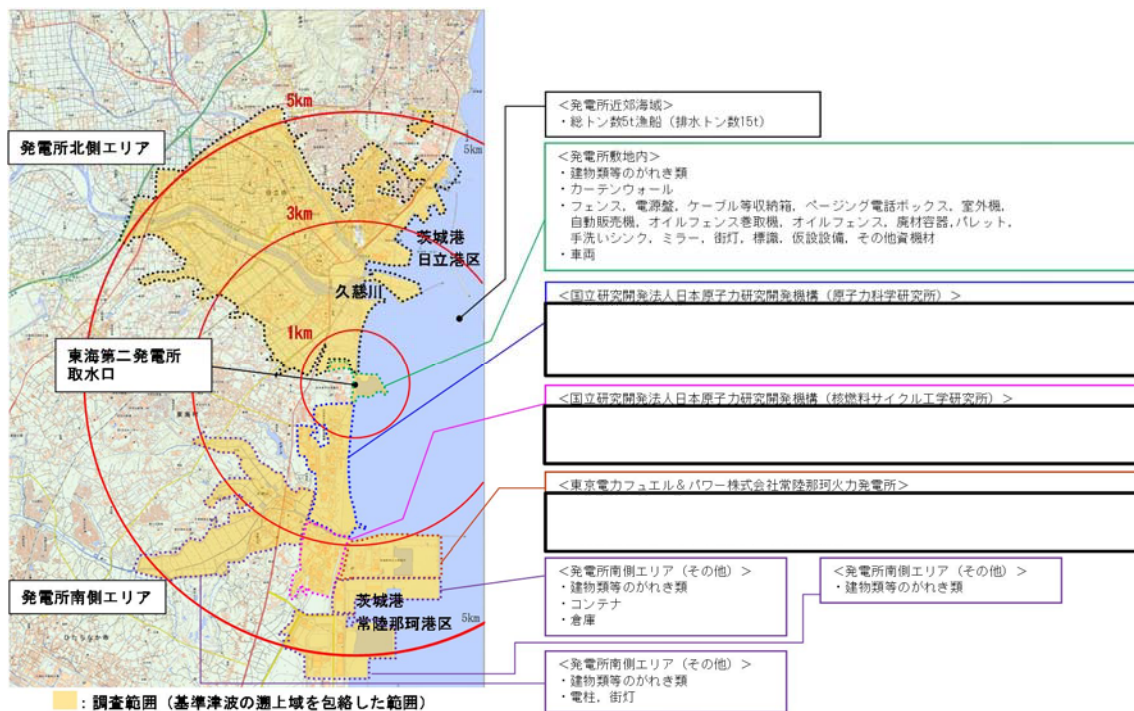 5km
発電所北側エリア
5km
3km
茨城港
日立港区
久慈川
1km
東海第二発電所
取水口
発電所南側エリア
茨城港
常陸那珂港区
5km
ひたちなか市
：調査範囲（基準津波の遡上域を包絡した範囲）
＜発電所近郊海域＞
・総トン数5t漁船（排水トン数15t）
＜発電所敷地内＞
・建物類等のがれき類
・カーテンウォール
・フェンス，電源盤，ケーブル等収納箱，ページング電話ボックス，室外機，
自動販売機，オイルフェンス巻取機，オイルフェンス，廃材容器，パレット，
手洗いシンク，ミラー，街灯，標識，仮設設備，その他資機材
・車両
＜国立研究開発法人日本原子力研究開発機構（原子力科学研究所）＞
＜国立研究開発法人日本原子力研究開発機構（核燃料サイクル工学研究所）＞
＜東京電力フュエル＆パワー株式会社常陸那珂火力発電所＞
＜発電所南側エリア（その他）＞
・建物類等のがれき類
・コンテナ
・倉庫
＜発電所南側エリア（その他）＞
・建物類等のがれき類
＜発電所南側エリア（その他）＞
・建物類等のがれき類
・電柱，街灯